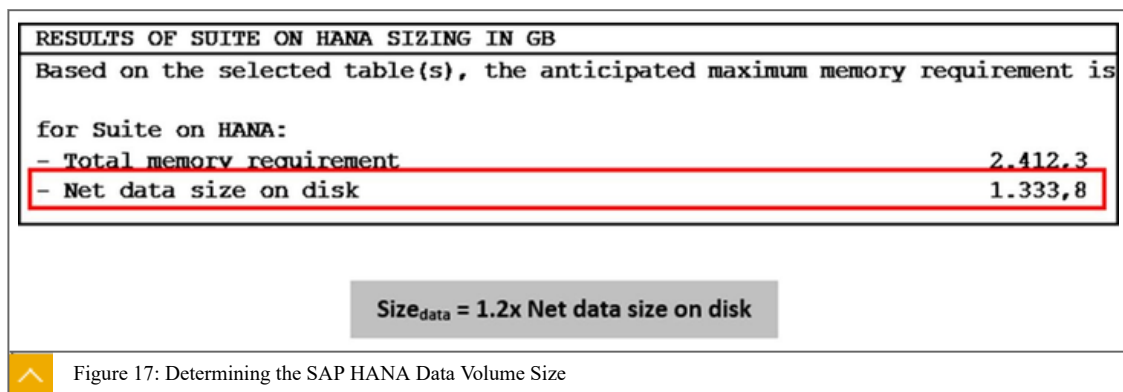 RESULTS OF SUITE ON HANA SIZING IN GB
Based on the selected table(s), the anticipated maximum memory requirement is
for Suite on HANA:
- Total memory requirement 2.412,3
- Net data size on disk 1.333,8
Size_data = 1.2x Net data size on disk
Figure 17: Determining the SAP HANA Data Volume Size